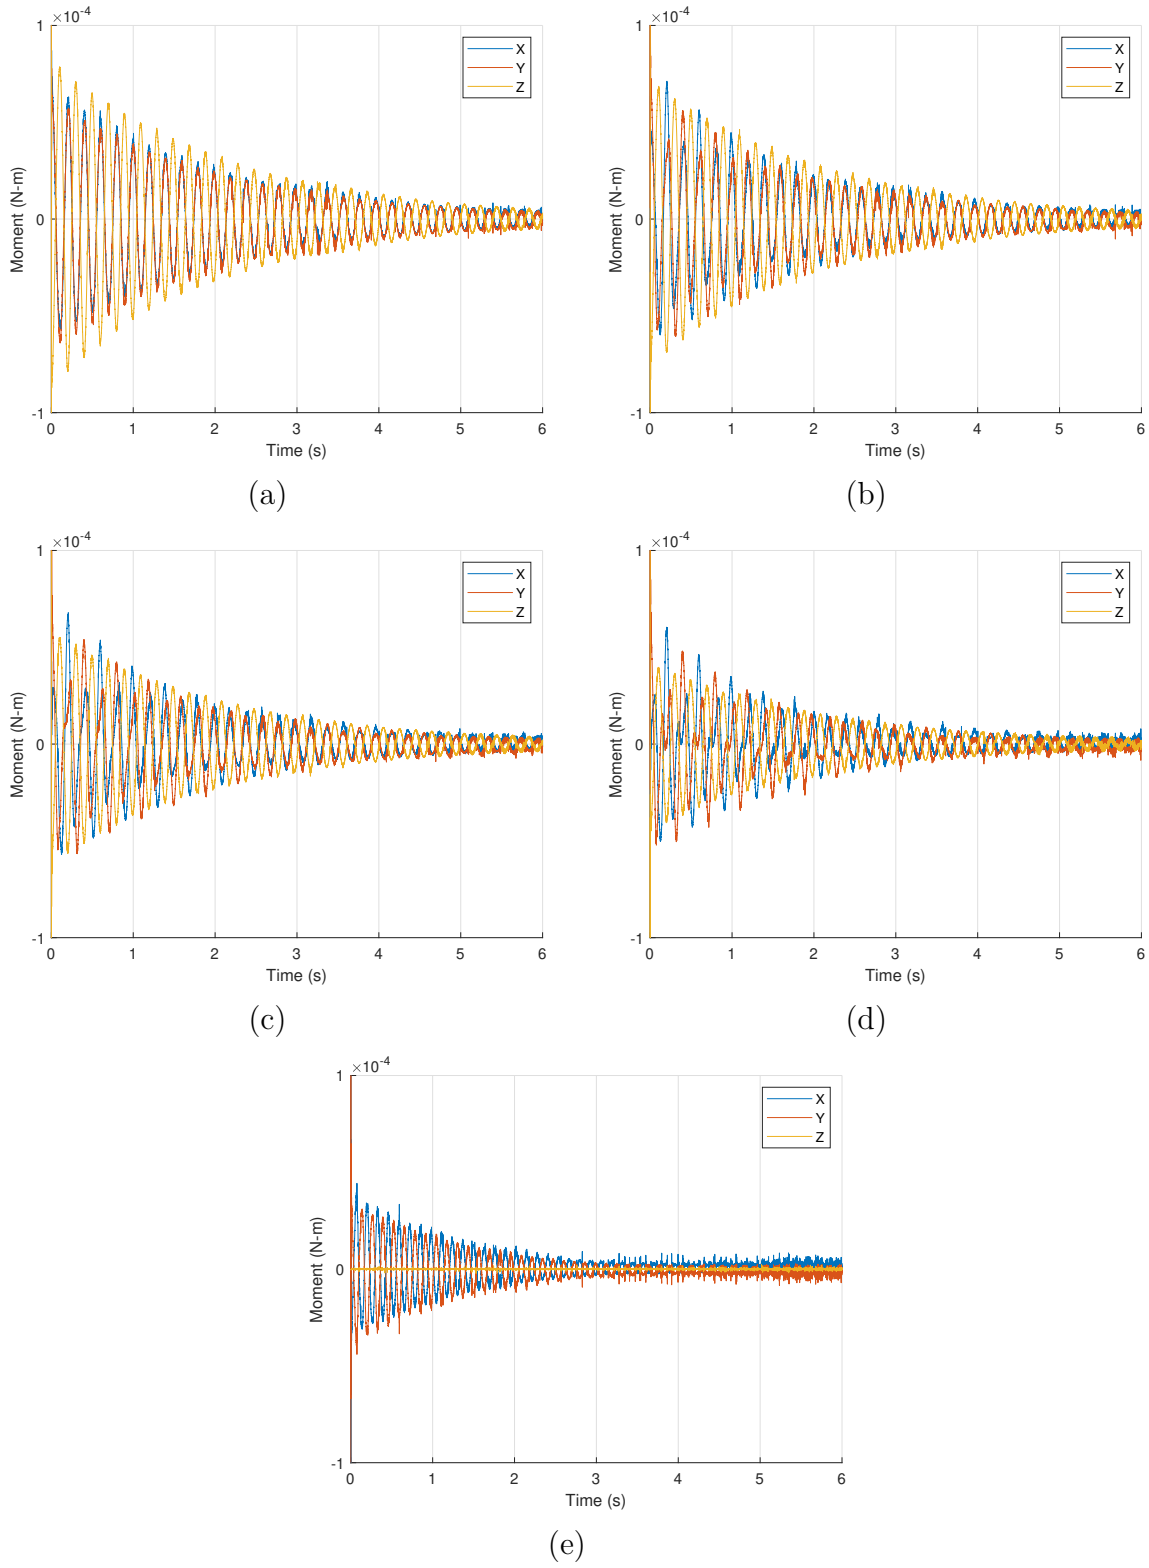 ×10-4
1
X
Y
Z
Moment (N-m)
0
-1
0 1 2 3 4 5 6
Time (s)
(a)
×10-4
1
X
Y
Z
Moment (N-m)
0
-1
0 1 2 3 4 5 6
Time (s)
(b)
×10-4
1
X
Y
Z
Moment (N-m)
0
-1
0 1 2 3 4 5 6
Time (s)
(c)
×10-4
1
X
Y
Z
Moment (N-m)
0
-1
0 1 2 3 4 5 6
Time (s)
(d)
×10-4
1
X
Y
Z
Moment (N-m)
0
-1
0 1 2 3 4 5 6
Time (s)
(e)